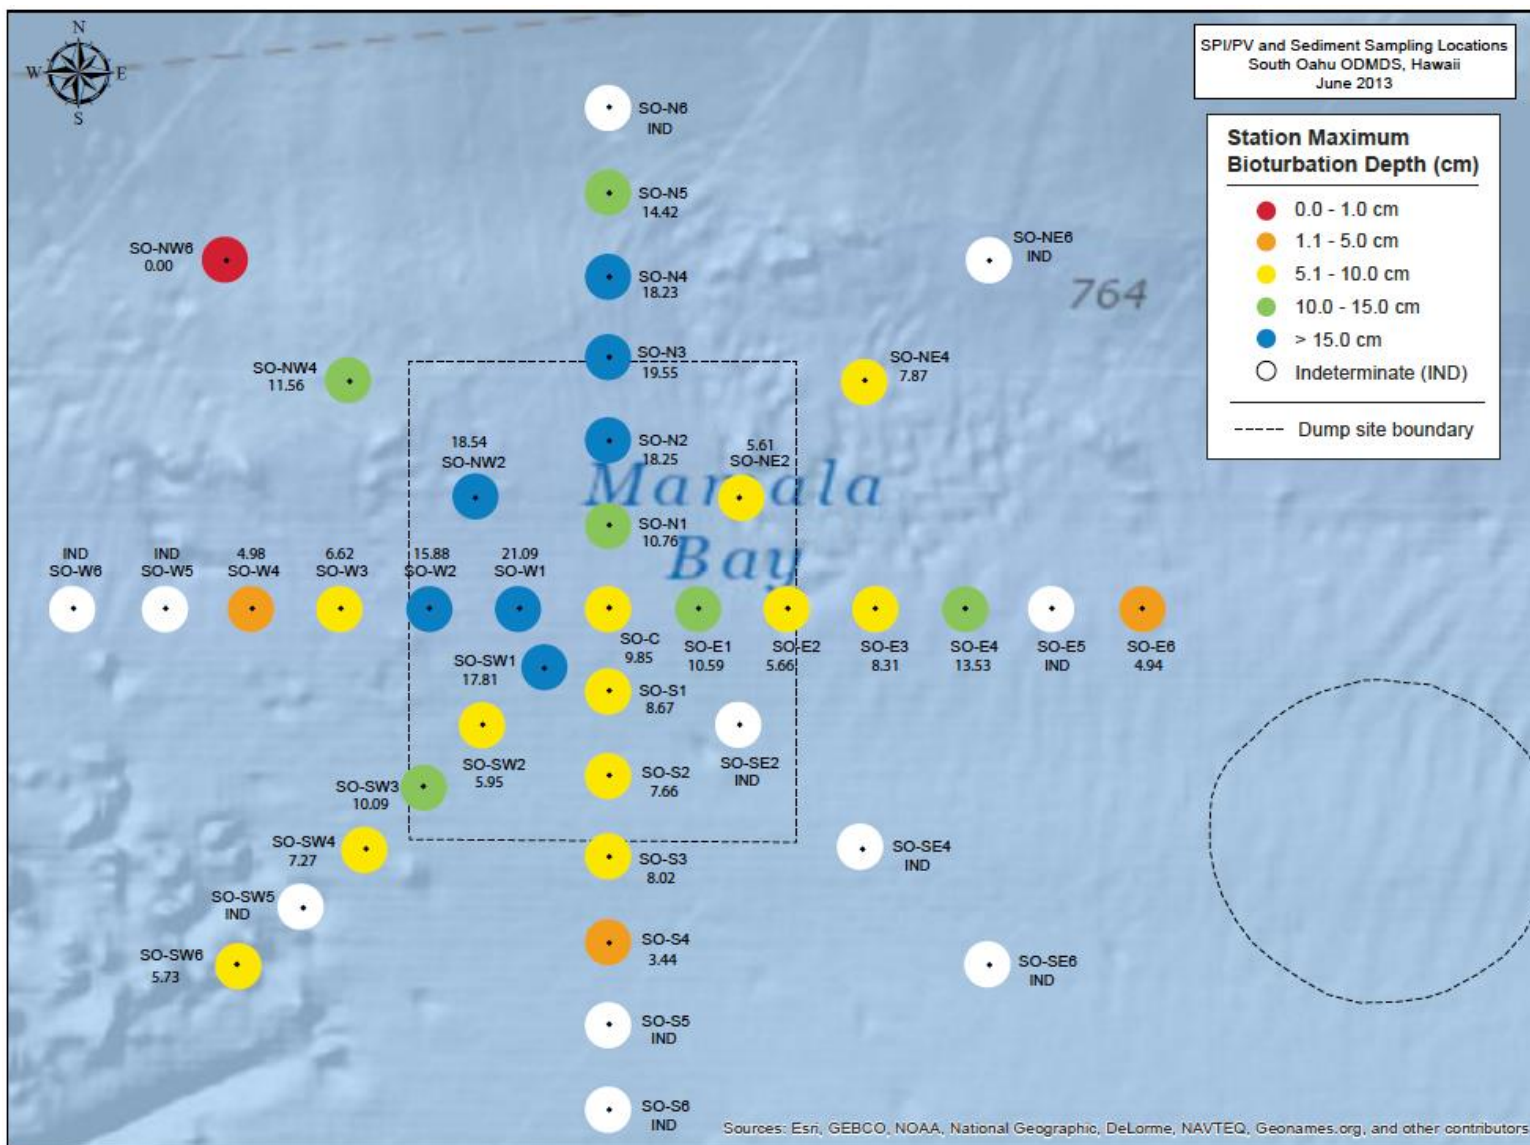 N
W
E
S
SPI/PV and Sediment Sampling Locations
South Oahu ODMDS, Hawaii
June 2013
Station Maximum
Bioturbation Depth (cm)
0.0 - 1.0 cm
1.1 - 5.0 cm
5.1 - 10.0 cm
10.0 - 15.0 cm
> 15.0 cm
Indeterminate (IND)
Dump site boundary
SO-N6
IND
SO-N5
14.42
SO-NW6
0.00
SO-N4
18.23
SO-NE6
IND
764
SO-N3
19.55
SO-NW4
11.56
SO-NE4
7.87
18.54
SO-NW2
SO-N2
18.25
5.61
SO-NE2
Mamala
Bay
SO-N1
10.76
IND
SO-W6
IND
SO-W5
4.98
SO-W4
6.62
SO-W3
15.88
SO-W2
21.09
SO-W1
SO-C
9.85
SO-E1
10.59
SO-E2
5.66
SO-E3
8.31
SO-E4
13.53
SO-E5
IND
SO-E6
4.94
SO-SW1
17.81
SO-S1
8.67
SO-SW2
5.95
SO-SE2
IND
SO-S2
7.66
SO-SW3
10.09
SO-SW4
7.27
SO-S3
8.02
SO-SE4
IND
SO-SW5
IND
SO-S4
3.44
SO-SW6
5.73
SO-SE6
IND
SO-S5
IND
SO-S6
IND
Sources: Esri, GEBCO, NOAA, National Geographic, DeLorme, NAVTEQ, Geonames.org, and other contributors